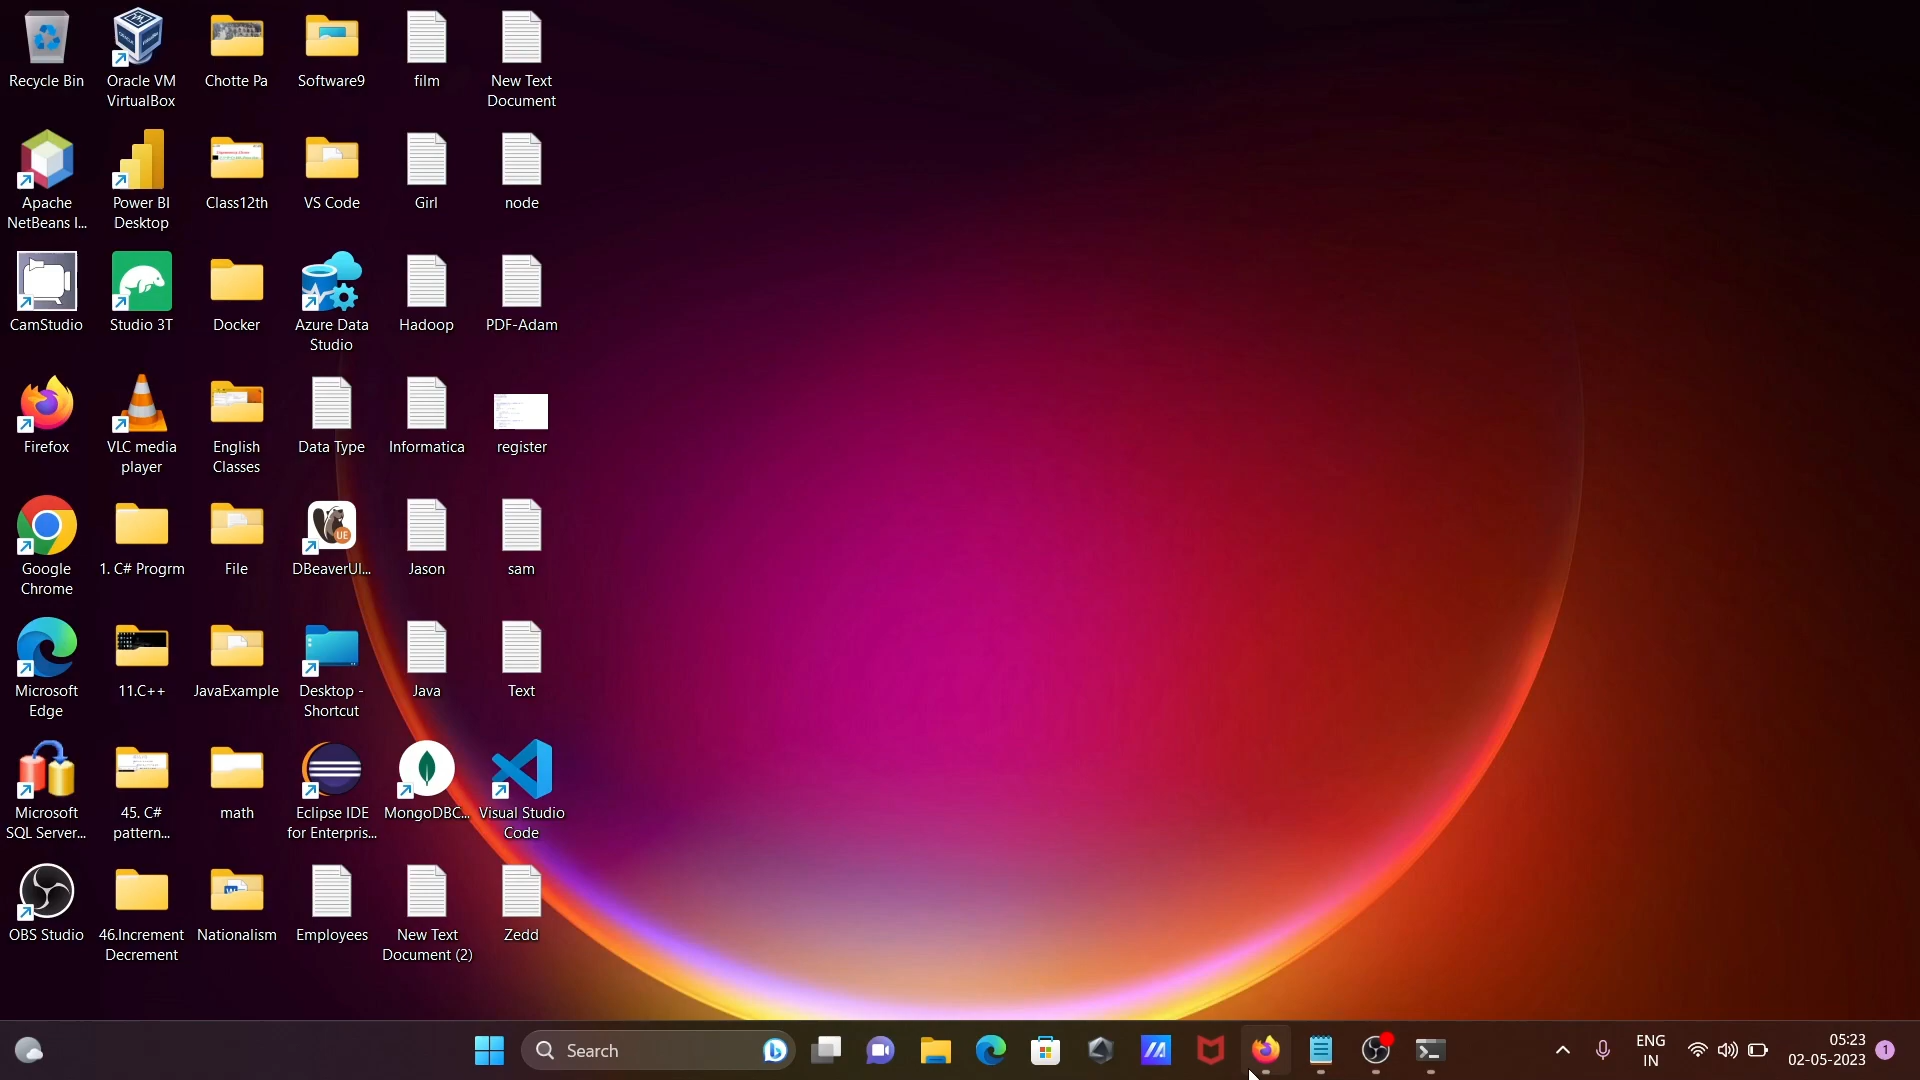 Recycle Bin
Oracle VM
VirtualBox
Chotte Pa
Software9
film
New Text
Document
Apache
NetBeans I...
Power BI
Desktop
Class12th
VS Code
Girl
node
CamStudio
Studio 3T
Docker
Azure Data
Studio
Hadoop
PDF-Adam
Firefox
VLC media
player
English
Classes
Data Type
Informatica
register
Google
Chrome
1. C# Progrm
File
DBeaverUl...
Jason
sam
Microsoft
Edge
11.C++
JavaExample
Desktop -
Shortcut
Java
Text
Microsoft
SQL Server...
45. C#
pattern...
math
Eclipse IDE
for Enterpris...
MongoDBC...
Visual Studio
Code
OBS Studio
46.Increment
Decrement
Nationalism
Employees
New Text
Document (2)
Zedd
Search
ENG
IN
05:23
02-05-2023
1